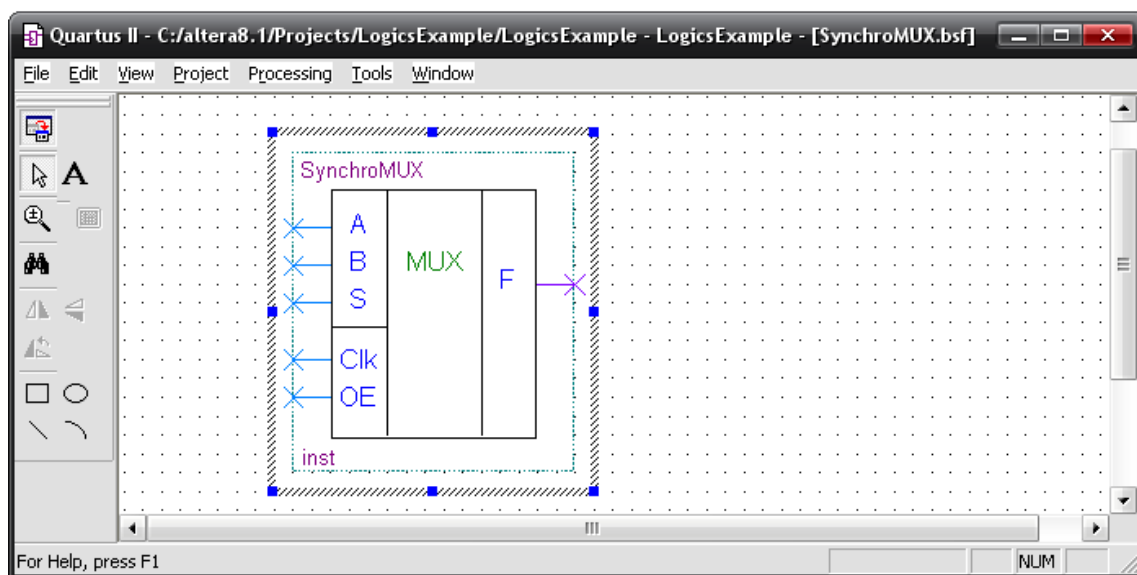 Quartus II - C:/altera8.1/Projects/LogicsExample/LogicsExample - LogicsExample - [SynchroMUX.bsf]
File Edit View Project Processing Tools Window
A
SynchroMUX
A
B
S
Clk
OE
MUX
F
inst
For Help, press F1
NUM